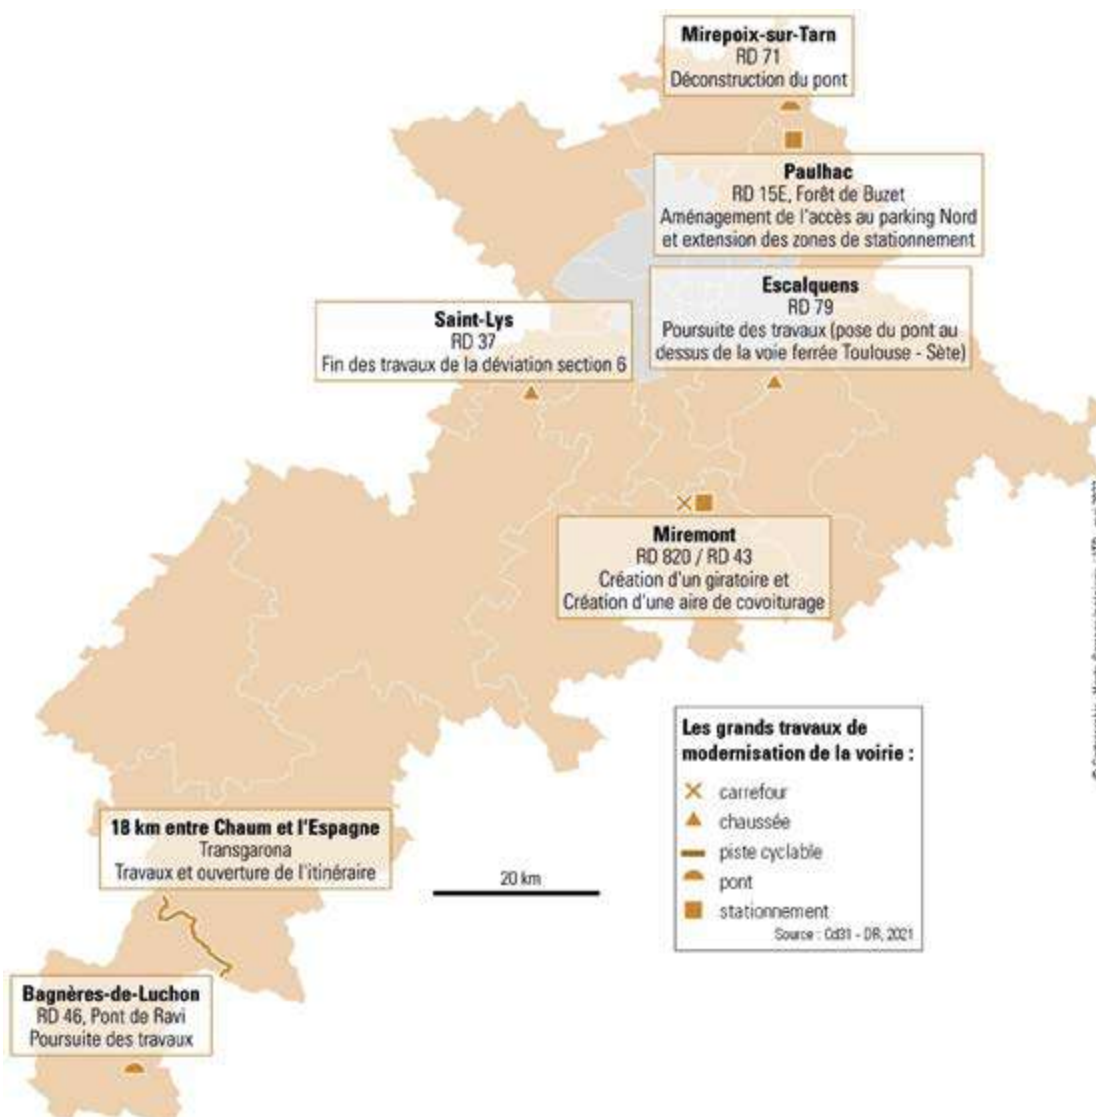 Mirepoix-sur-Tarn
RD 71
Déconstruction du pont
Paulhac
RD 15E, Forêt de Buzet
Aménagement de l'accès au parking Nord
et extension des zones de stationnement
Escalquens
RD 79
Poursuite des travaux (pose du pont au
dessus de la voie ferrée Toulouse - Sète)
Saint-Lys
RD 37
Fin des travaux de la déviation section 6
Miremont
RD 820 / RD 43
Création d'un giratoire et
Création d'une aire de covoiturage
18 km entre Chaum et l'Espagne
Transgarona
Travaux et ouverture de l'itinéraire
20 km
Bagnères-de-Luchon
RD 46, Pont de Ravi
Poursuite des travaux
Les grands travaux de
modernisation de la voirie :
carrefour
chaussée
piste cyclable
pont
stationnement
Source : Cd31 - DR, 2021